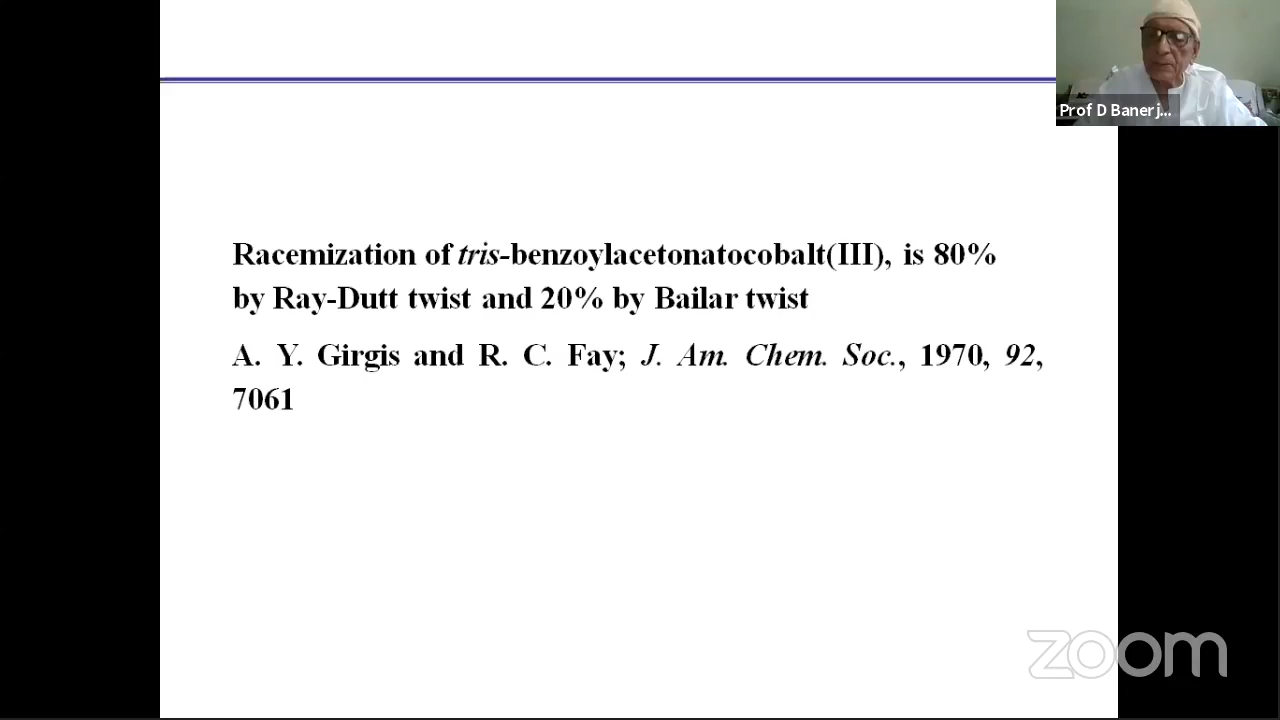 Prof D Banerj...
Racemization of tris-benzoylacetonatocobalt(III), is 80%
by Ray-Dutt twist and 20% by Bailar twist
A. Y. Girgis and R. C. Fay; J. Am. Chem. Soc., 1970, 92,
7061
zoom